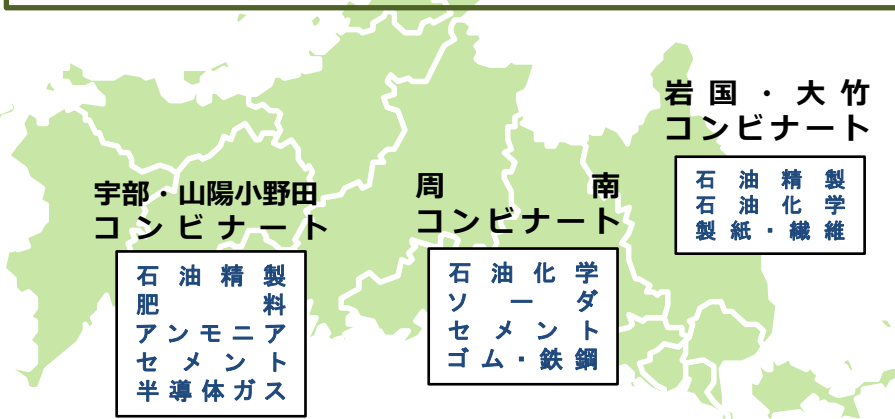 宇部・山陽小野田
コンビナート
石油精製
肥料
アンモニア
セメント
半導体ガス
周南
コンビナート
石油化学
ソーダ
セメント
ゴム・鉄鋼
岩国・大竹
コンビナート
石油精製
石油化学
製紙・繊維